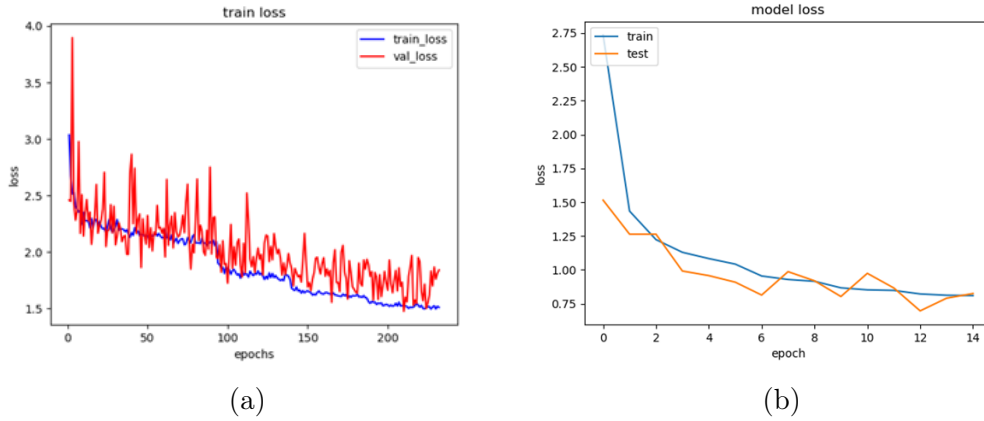 train loss
train_loss
val_loss
4.0
3.5
3.0
2.5
2.0
1.5
loss
0
50
100
150
200
epochs
(a)
model loss
train
test
2.75
2.50
2.25
2.00
1.75
1.50
1.25
1.00
0.75
loss
0
2
4
6
8
10
12
14
epoch
(b)